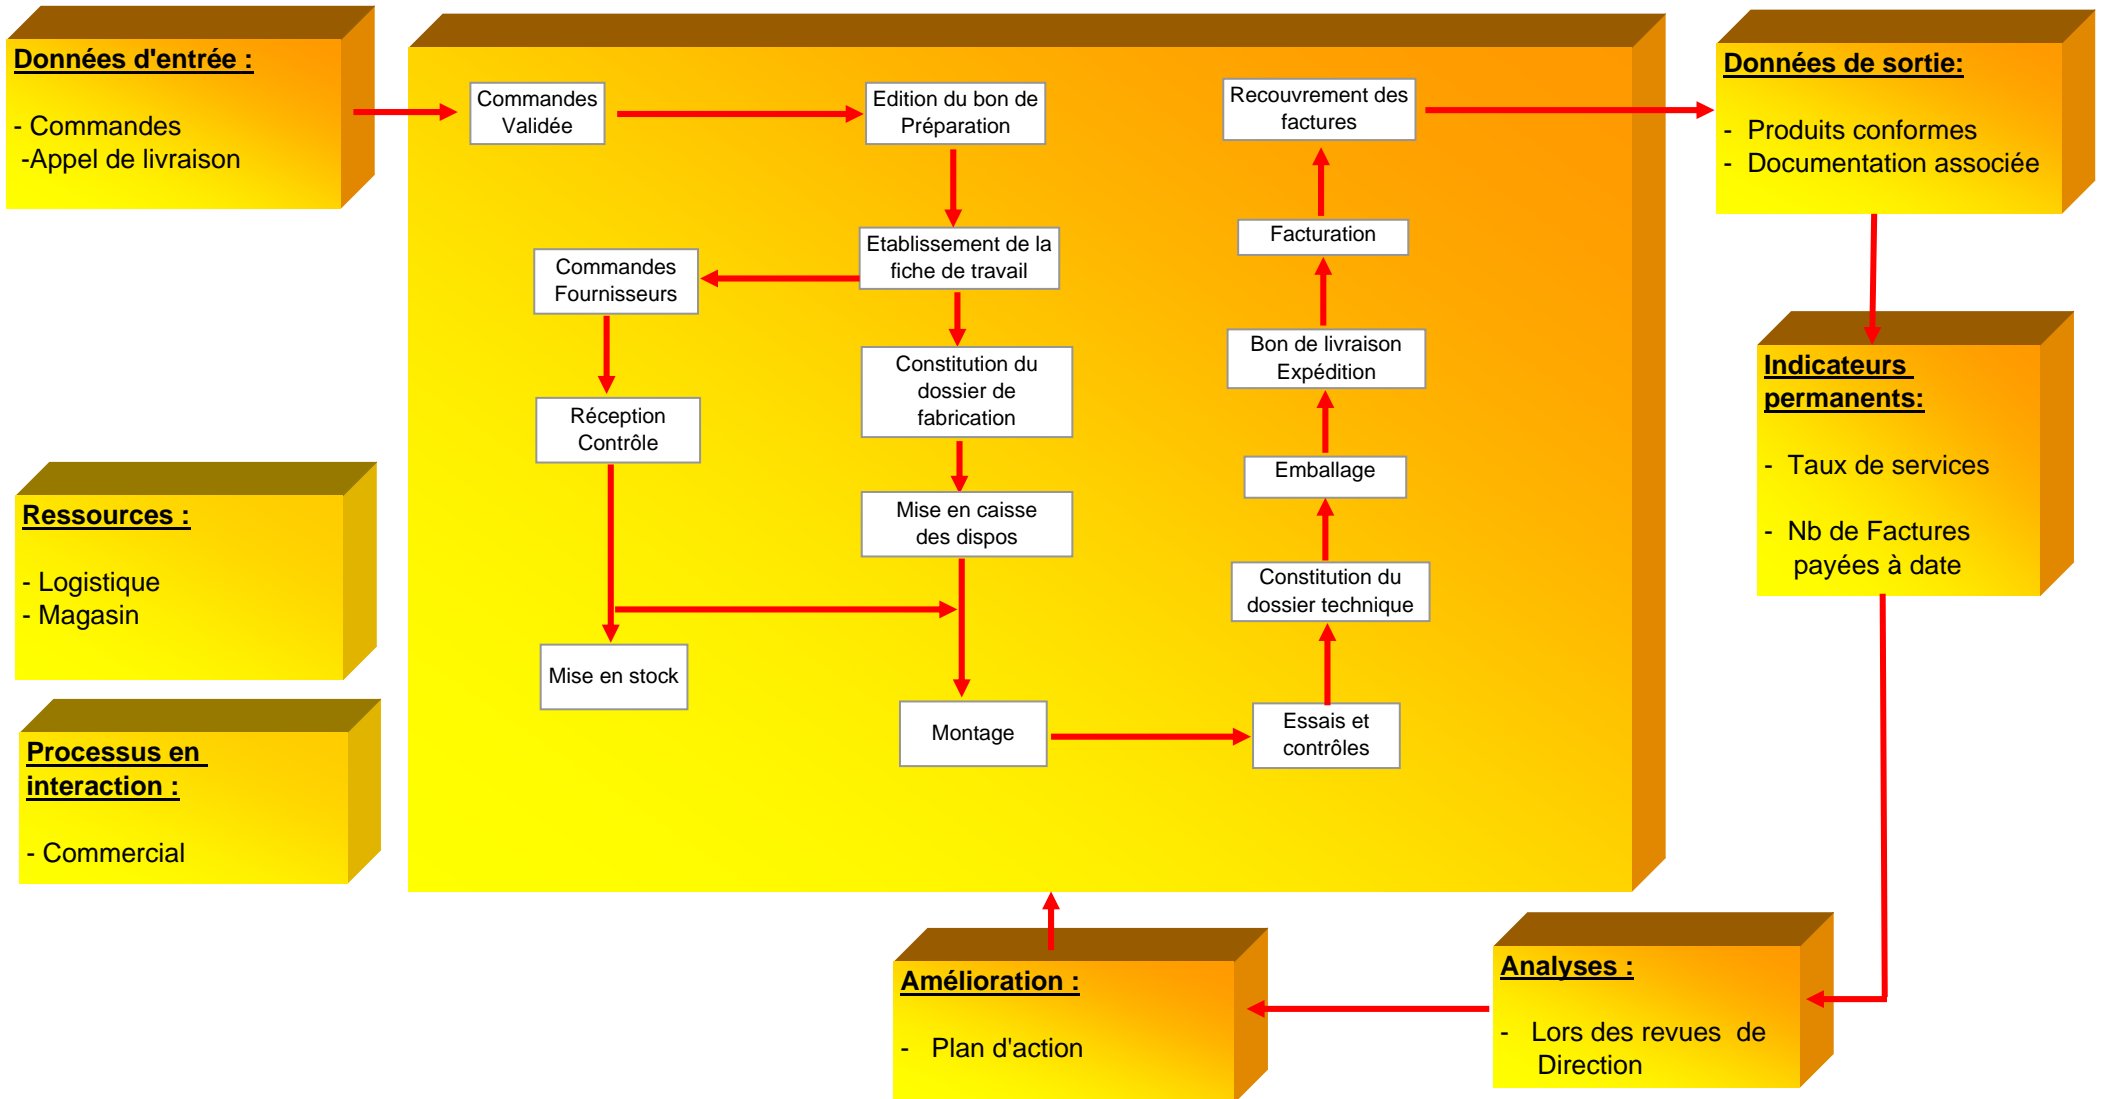 Données d'entrée :
- Commandes
-Appel de livraison
Commandes
Validée
Edition du bon de
Préparation
Etablissement de la
fiche de travail
Commandes
Fournisseurs
Réception
Contrôle
Mise en stock
Constitution du
dossier de
fabrication
Mise en caisse
des dispos
Montage
Essais et
contrôles
Constitution du
dossier technique
Emballage
Bon de livraison
Expédition
Facturation
Recouvrement des
factures
Données de sortie:
- Produits conformes
- Documentation associée
Indicateurs
permanents:
- Taux de services
- Nb de Factures
payées à date
Ressources :
- Logistique
- Magasin
Processus en
interaction :
- Commercial
Analyses :
- Lors des revues de
Direction
Amélioration :
- Plan d'action